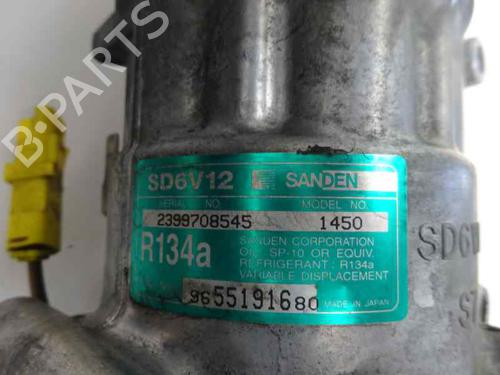 B-PARTS
SD6V12 SANDEN
SERIAL NO. MODEL NO.
2399708545 1450
R134a
SANDEN CORPORATION
OIL SP-10 OR EQUIV.
REFRIGERANT : R134a
VARIABLE DISPLACEMENT
9655191680
MADE IN JAPAN
SD6V